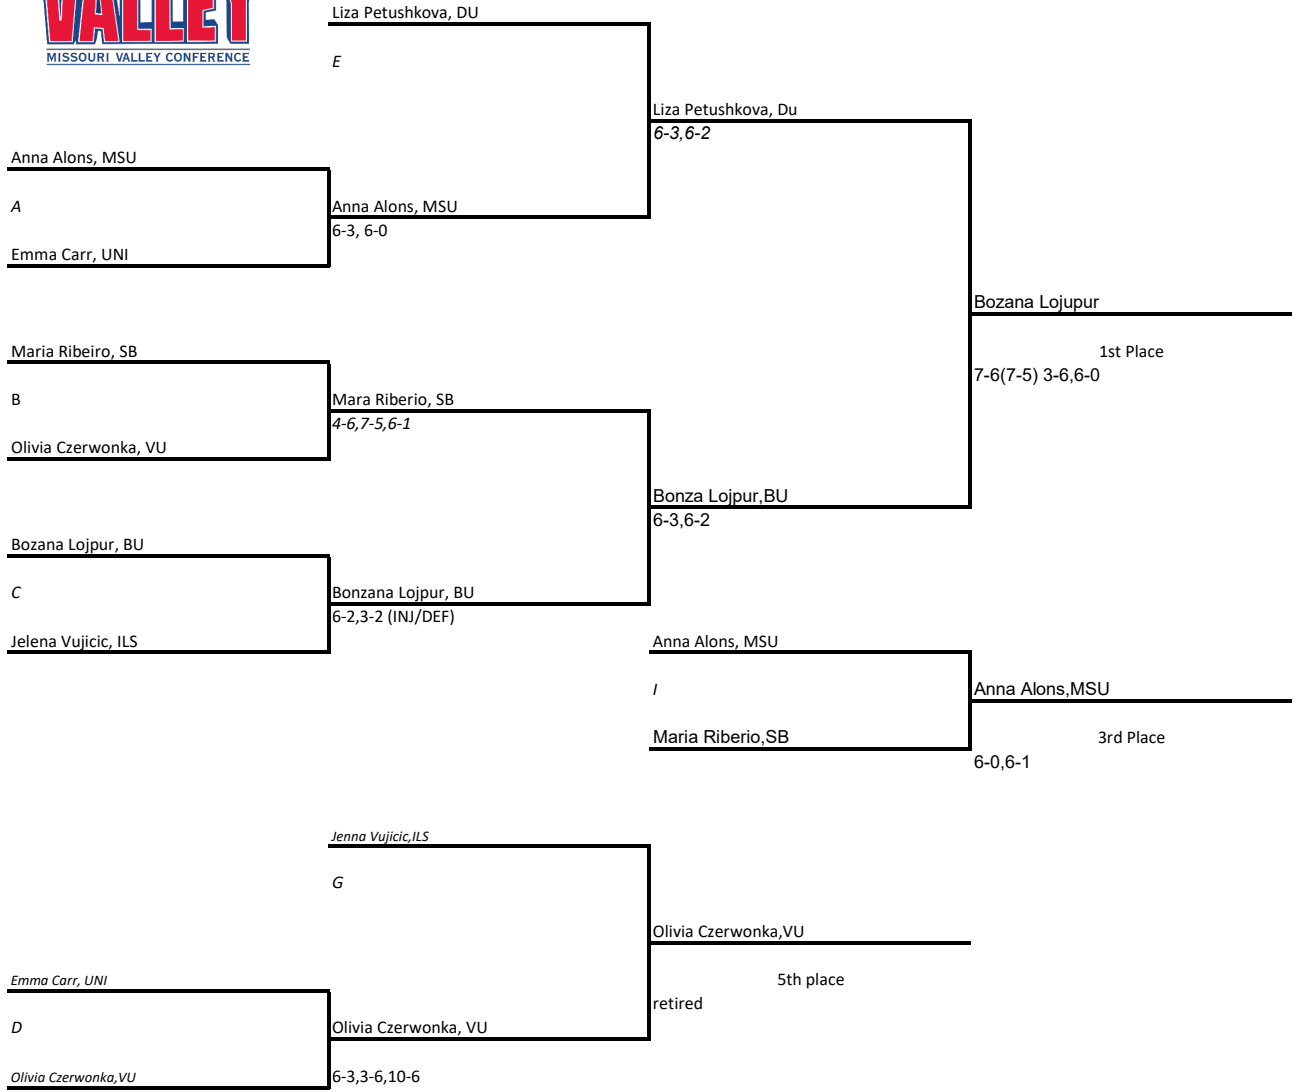 VALLEY
MISSOURI VALLEY CONFERENCE
Liza Petushkova, DU
E
Liza Petushkova, Du
6-3,6-2
Anna Alons, MSU
A
Anna Alons, MSU
6-3, 6-0
Emma Carr, UNI
Bozana Lojupur
1st Place
7-6(7-5) 3-6,6-0
Maria Ribeiro, SB
B
Mara Riberio, SB
4-6,7-5,6-1
Olivia Czerwonka, VU
Bonza Lojpur,BU
6-3,6-2
Bozana Lojpur, BU
C
Bonzana Lojpur, BU
6-2,3-2 (INJ/DEF)
Jelena Vujicic, ILS
Anna Alons, MSU
I
Anna Alons,MSU
Maria Riberio,SB
3rd Place
6-0,6-1
Jenna Vujicic,ILS
G
Olivia Czerwonka,VU
5th place
retired
Emma Carr, UNI
D
Olivia Czerwonka, VU
Olivia Czerwonka,VU
6-3,3-6,10-6